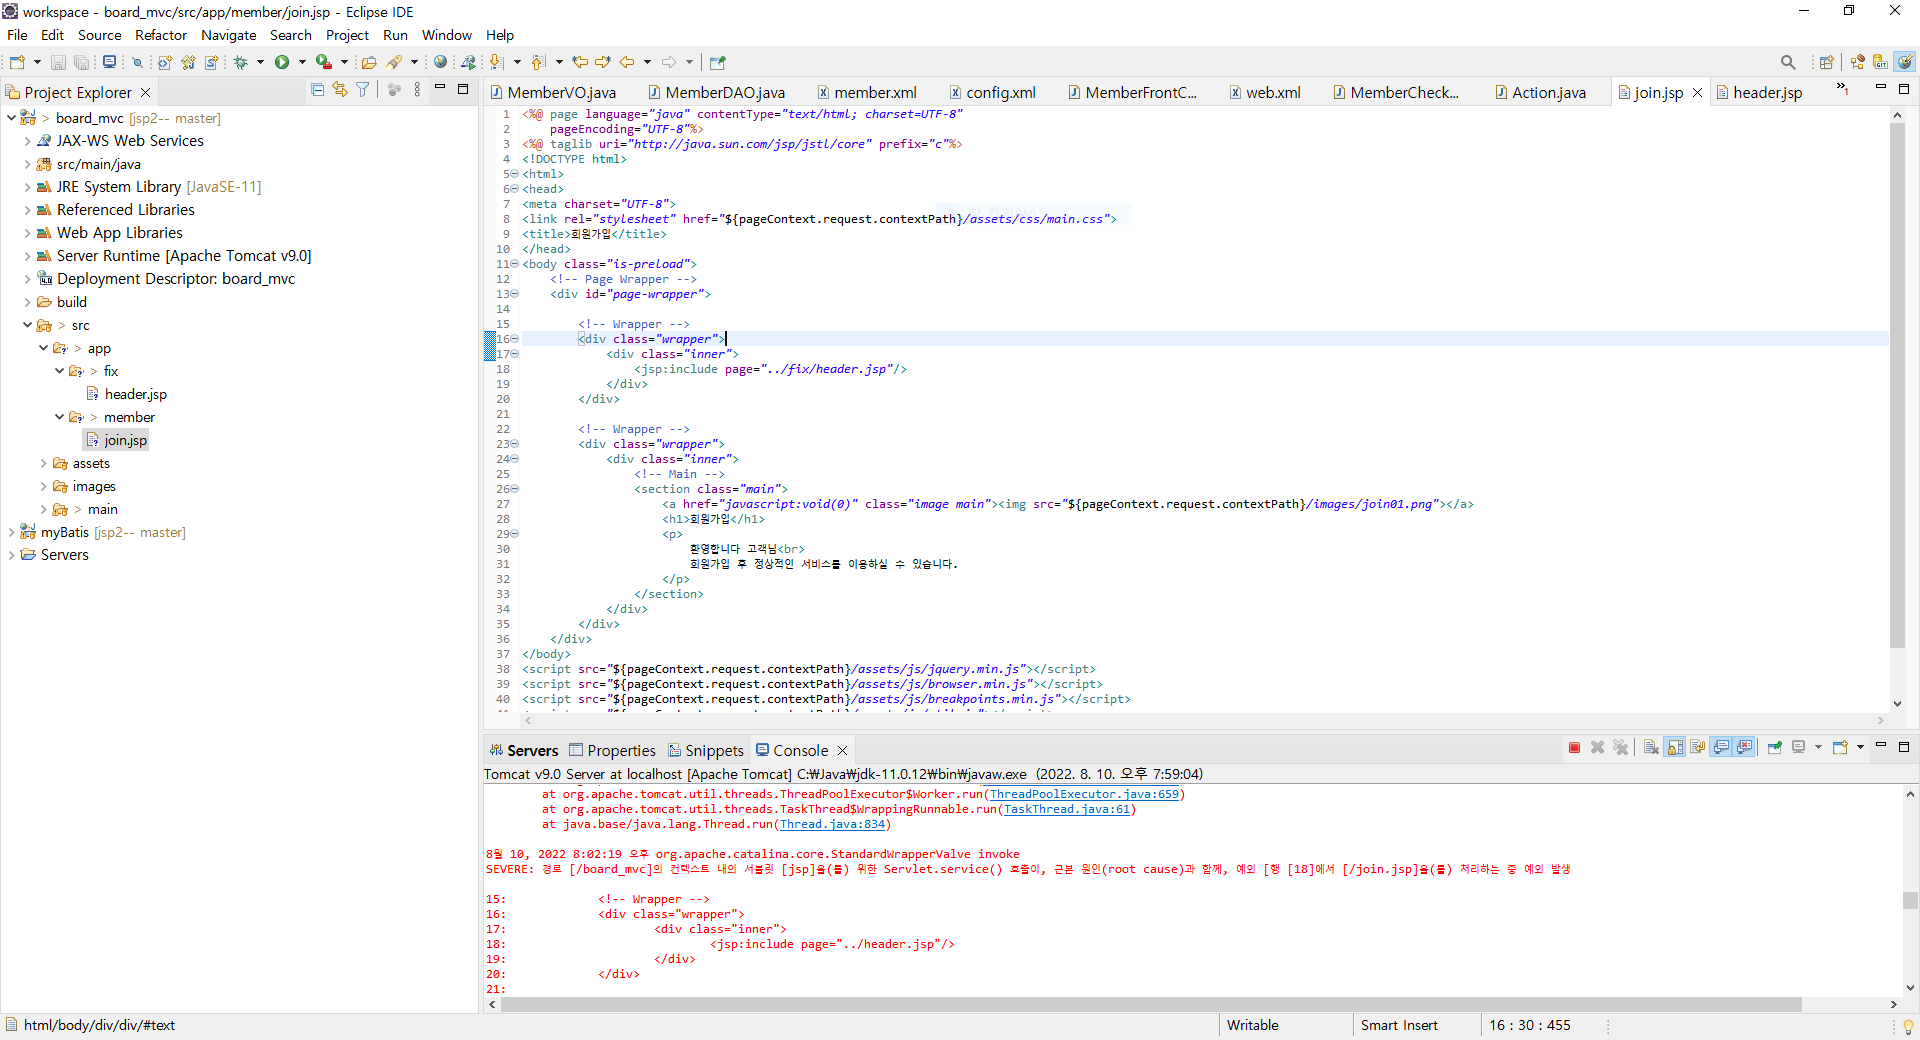 workspace - board_mvc/src/app/member/join.jsp - Eclipse IDE
File Edit Source Refactor Navigate Search Project Run Window Help
Project Explorer
board_mvc [jsp2-- master]
JAX-WS Web Services
src/main/java
JRE System Library [JavaSE-11]
Referenced Libraries
Web App Libraries
Server Runtime [Apache Tomcat v9.0]
Deployment Descriptor: board_mvc
build
> src
> app
> fix
header.jsp
> member
join.jsp
assets
images
> main
myBatis [jsp2-- master]
Servers
MemberVO.java MemberDAO.java member.xml config.xml MemberFrontC... web.xml MemberCheck... Action.java join.jsp header.jsp »1
1 <%@ page language="java" contentType="text/html; charset=UTF-8"
2     pageEncoding="UTF-8"%>
3 <%@ taglib uri="http://java.sun.com/jsp/jstl/core" prefix="c"%>
4 <!DOCTYPE html>
5 <html>
6 <head>
7 <meta charset="UTF-8">
8 <link rel="stylesheet" href="${pageContext.request.contextPath}/assets/css/main.css">
9 <title>회원가입</title>
10 </head>
11 <body class="is-preload">
12     <!-- Page Wrapper -->
13     <div id="page-wrapper">
14
15         <!-- Wrapper -->
16         <div class="wrapper">
17             <div class="inner">
18                 <jsp:include page="../fix/header.jsp"/>
19             </div>
20         </div>
21
22         <!-- Wrapper -->
23         <div class="wrapper">
24             <div class="inner">
25                 <!-- Main -->
26                 <section class="main">
27                     <a href="javascript:void(0)" class="image main"><img src="${pageContext.request.contextPath}/images/join01.png"></a>
28                     <h1>회원가입</h1>
29                     <p>
30                         환영합니다 고객님<br>
31                         회원가입 후 정상적인 서비스를 이용하실 수 있습니다.
32                     </p>
33                 </section>
34             </div>
35         </div>
36     </div>
37 </body>
38 <script src="${pageContext.request.contextPath}/assets/js/jquery.min.js"></script>
39 <script src="${pageContext.request.contextPath}/assets/js/browser.min.js"></script>
40 <script src="${pageContext.request.contextPath}/assets/js/breakpoints.min.js"></script>
Servers Properties Snippets Console
Tomcat v9.0 Server at localhost [Apache Tomcat] C:₩Java₩jdk-11.0.12₩bin₩javaw.exe (2022. 8. 10. 오후 7:59:04)
at org.apache.tomcat.util.threads.ThreadPoolExecutor$Worker.run(ThreadPoolExecutor.java:659)
at org.apache.tomcat.util.threads.TaskThread$WrappingRunnable.run(TaskThread.java:61)
at java.base/java.lang.Thread.run(Thread.java:834)
8월 10, 2022 8:02:19 오후 org.apache.catalina.core.StandardWrapperValve invoke
SEVERE: 경로 [/board_mvc]의 컨텍스트 내의 서블릿 [jsp]을(를) 위한 Servlet.service() 호출이, 근본 원인(root cause)과 함께, 예외 [행 [18]에서 [/join.jsp]을(를) 처리하는 중 예외 발생
15:             <!-- Wrapper -->
16:             <div class="wrapper">
17:                     <div class="inner">
18:                             <jsp:include page="../header.jsp"/>
19:                     </div>
20:             </div>
21:
html/body/div/div/#text Writable Smart Insert 16 : 30 : 455